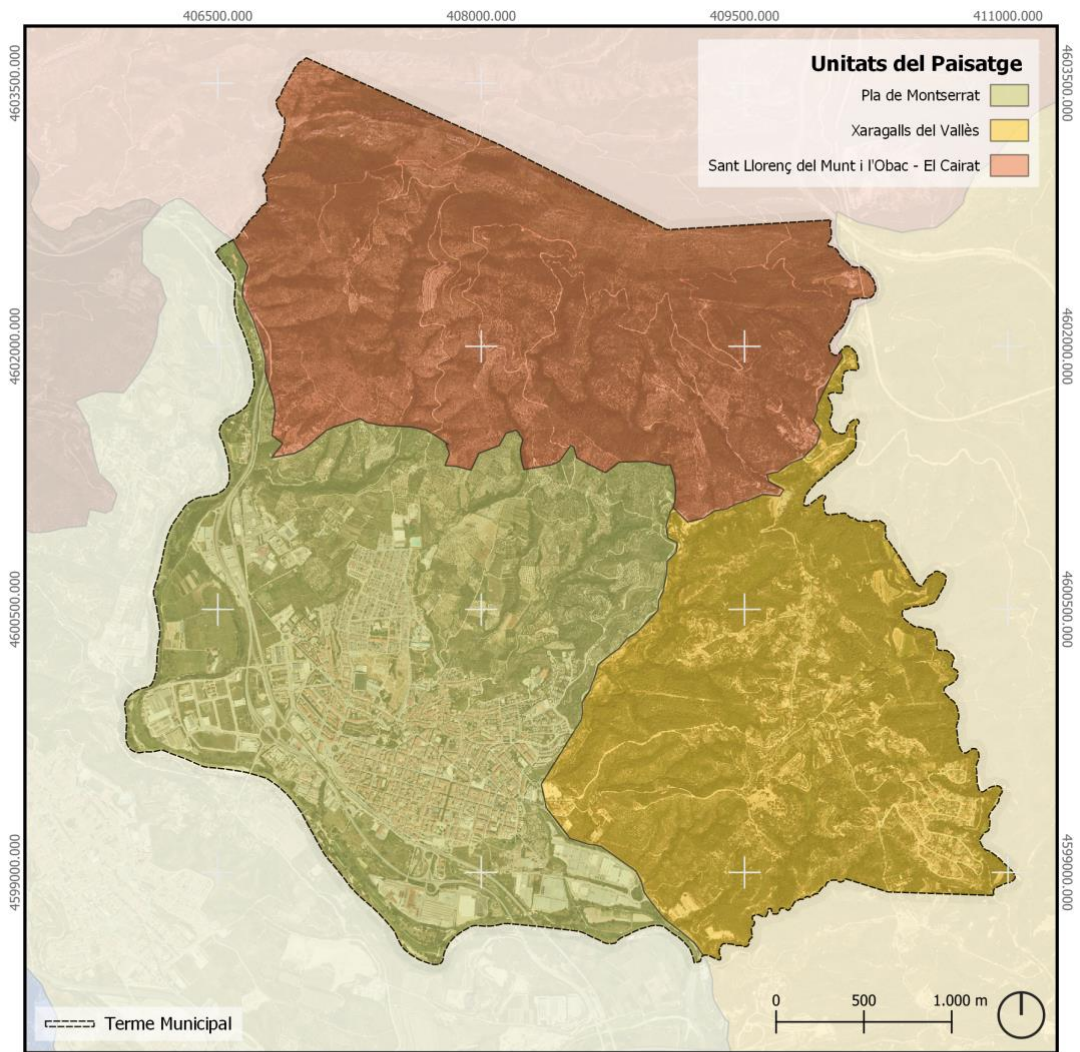 406500.000 408000.000 409500.000 411000.000
4603500.000
4603500.000
Unitats del Paisatge
Pla de Montserrat
Xaragalls del Vallès
Sant Llorenç del Munt i l'Obac - El Cairat
4602000.000
4602000.000
4600500.000
4600500.000
4599000.000
4599000.000
Terme Municipal
0 500 1.000 m